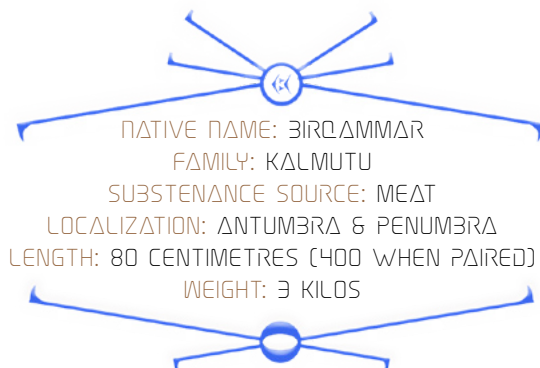 NATIVE NAME: BIRQAMMAR
FAMILY: KALMUTU
SUBSTENANCE SOURCE: MEAT
LOCALIZATION: ANTUMBRA & PENUMBRA
LENGTH: 80 CENTIMETRES (400 WHEN PAIRED)
WEIGHT: 3 KILOS